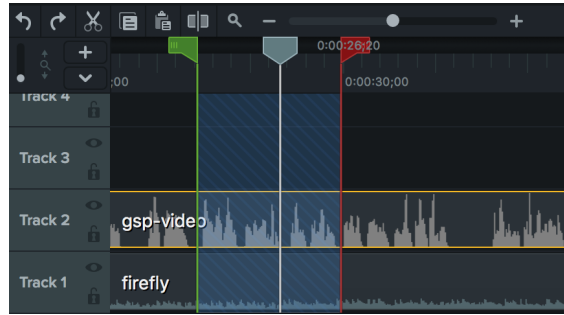 0:00:26;20
;00
0:00:30;00
Track 4
Track 3
Track 2
gsp-video
Track 1
firefly